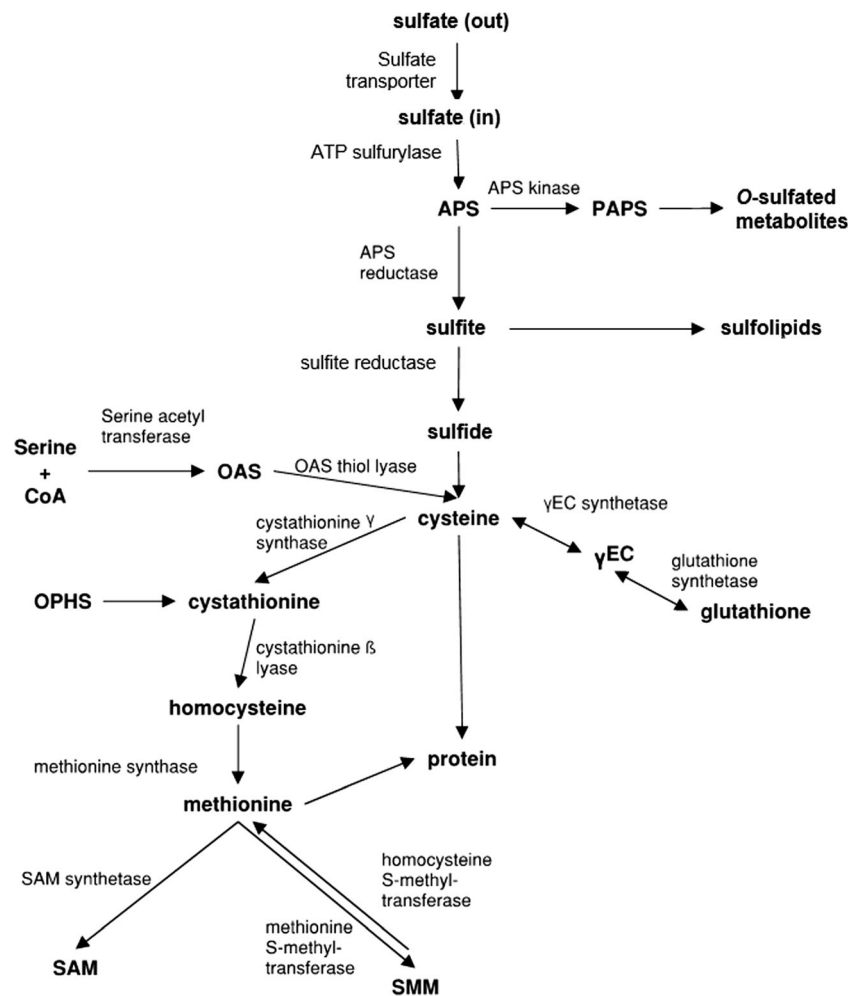 sulfate (out)
Sulfate
transporter
sulfate (in)
ATP sulfurylase
APS kinase
APS
PAPS
O-sulfated
metabolites
APS
reductase
sulfite
sulfolipids
sulfite reductase
Serine acetyl
transferase
sulfide
Serine
+
CoA
OAS
OAS thiol lyase
cysteine
γEC synthetase
cystathionine γ
synthase
γEC
glutathione
synthetase
OPHS
cystathionine
glutathione
cystathionine ß
lyase
homocysteine
methionine synthase
protein
methionine
SAM synthetase
homocysteine
S-methyl-
transferase
methionine
S-methyl-
transferase
SAM
SMM